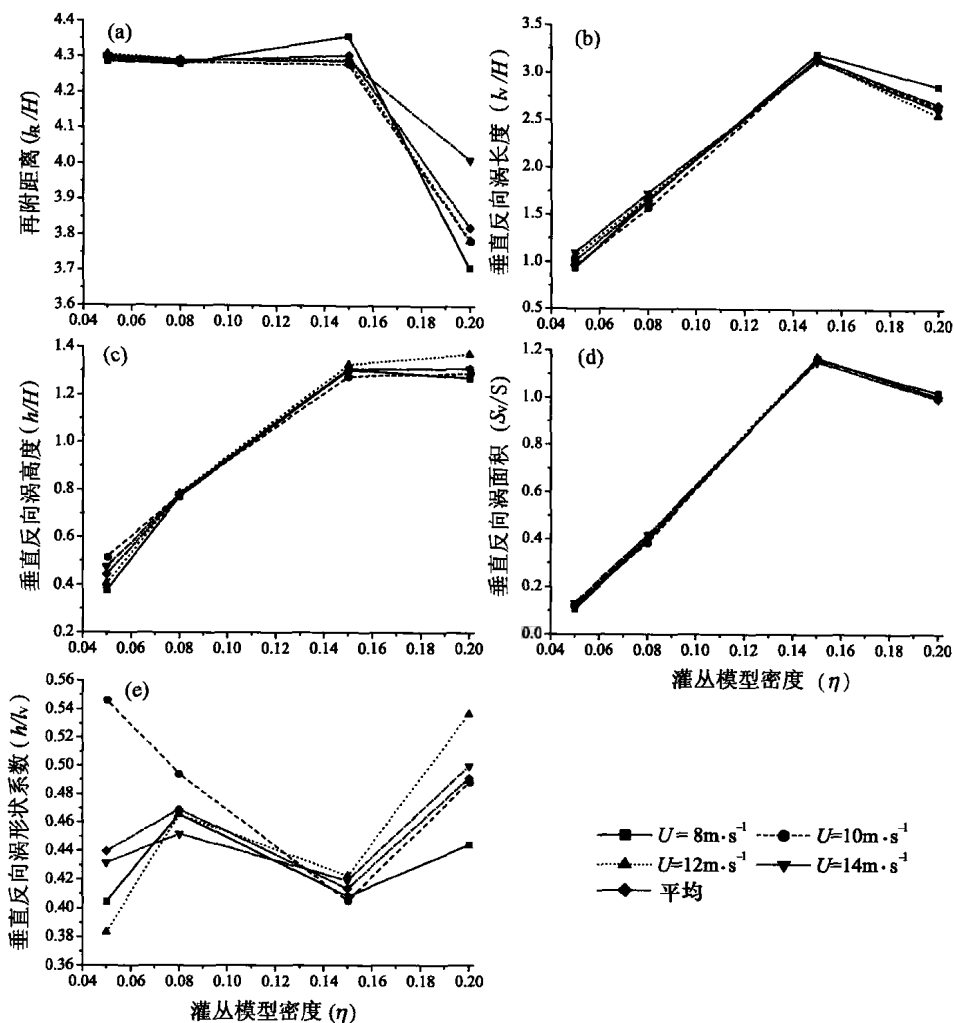 (a)
再附距离 (lR/H)
4.4
4.3
4.2
4.1
4.0
3.9
3.8
3.7
3.6
0.04 0.06 0.08 0.10 0.12 0.14 0.16 0.18 0.20
(b)
垂直反向涡长度 (lv/H)
3.5
3.0
2.5
2.0
1.5
1.0
0.5
0.04 0.06 0.08 0.10 0.12 0.14 0.16 0.18 0.20
(c)
垂直反向涡高度 (h/H)
1.4
1.2
1.0
0.8
0.6
0.4
0.2
0.04 0.06 0.08 0.10 0.12 0.14 0.16 0.18 0.20
(d)
垂直反向涡面积 (Sv/S)
1.2
1.0
0.8
0.6
0.4
0.2
0.0
0.04 0.06 0.08 0.10 0.12 0.14 0.16 0.18 0.20
灌丛模型密度 (η)
(e)
垂直反向涡形状系数 (h/lv)
0.56
0.54
0.52
0.50
0.48
0.46
0.44
0.42
0.40
0.38
0.36
0.04 0.06 0.08 0.10 0.12 0.14 0.16 0.18 0.20
灌丛模型密度 (η)
U = 8m·s⁻¹ U=10m·s⁻¹
U=12m·s⁻¹ U=14m·s⁻¹
平均